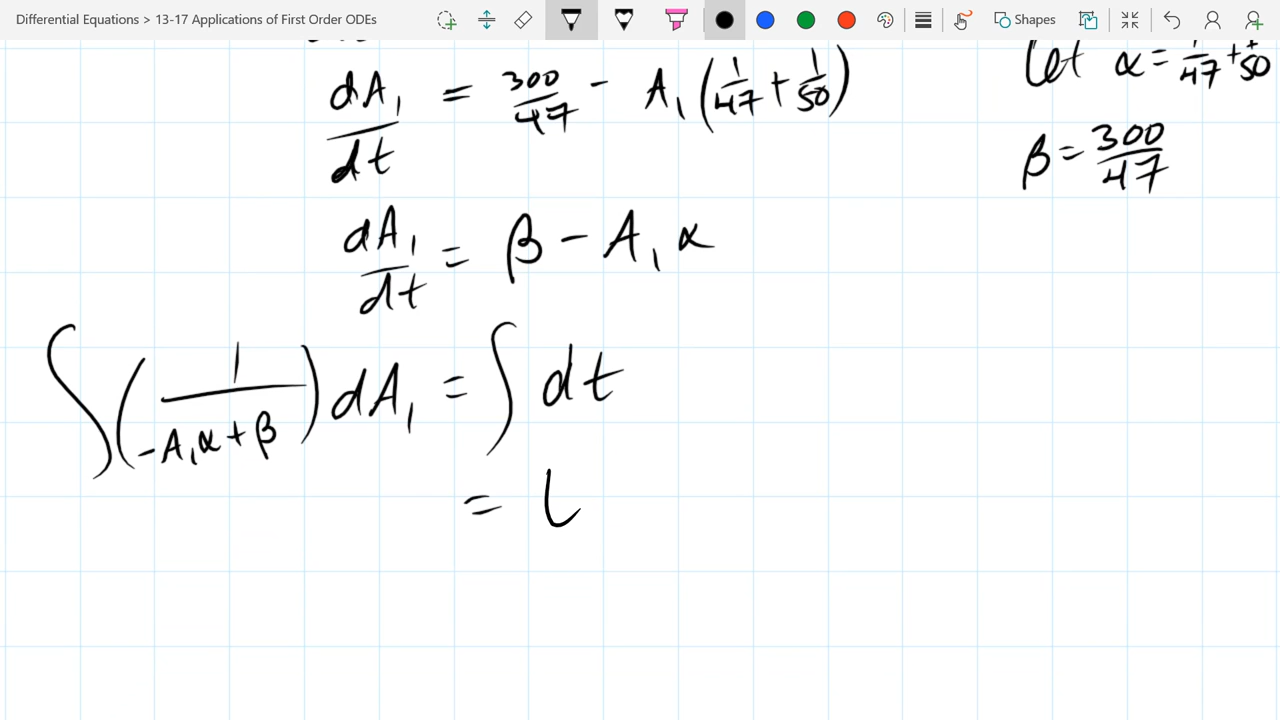 Differential Equations > 13-17 Applications of First Order ODEs
Shapes
dA₁/dt = 300/47 - A₁(1/47 + 1/50)
let α = 1/47 + 1/50
β = 300/47
dA₁/dt = β - A₁α
∫(1/(-A₁α + β)) dA₁ = ∫ dt
=